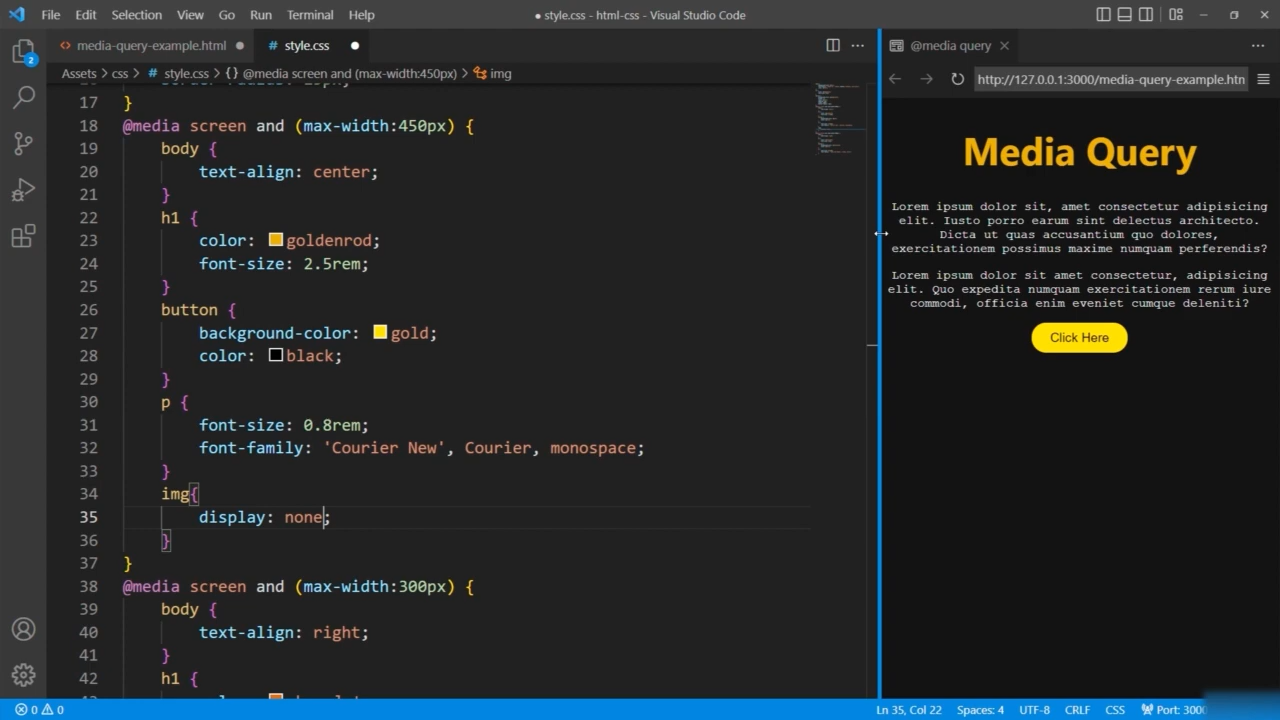 File Edit Selection View Go Run Terminal Help
● style.css - html-css - Visual Studio Code
media-query-example.html ●
# style.css ●
@media query
Assets > css > # style.css > {} @media screen and (max-width:450px) > img
http://127.0.0.1:3000/media-query-example.htn
2
17 }
18 @media screen and (max-width:450px) {
19 body {
20 text-align: center;
21 }
22 h1 {
23 color: goldenrod;
24 font-size: 2.5rem;
25 }
26 button {
27 background-color: gold;
28 color: black;
29 }
30 p {
31 font-size: 0.8rem;
32 font-family: 'Courier New', Courier, monospace;
33 }
34 img{
35 display: none;
36 }
37 }
38 @media screen and (max-width:300px) {
39 body {
40 text-align: right;
41 }
42 h1 {
Media Query
Lorem ipsum dolor sit, amet consectetur adipisicing
elit. Iusto porro earum sint delectus architecto.
Dicta ut quas accusantium quo dolores,
exercitationem possimus maxime numquam perferendis?
Lorem ipsum dolor sit amet consectetur, adipisicing
elit. Quo expedita numquam exercitationem rerum iure
commodi, officia enim eveniet cumque deleniti?
Click Here
0 0
Ln 35, Col 22 Spaces: 4 UTF-8 CRLF CSS Port: 3000